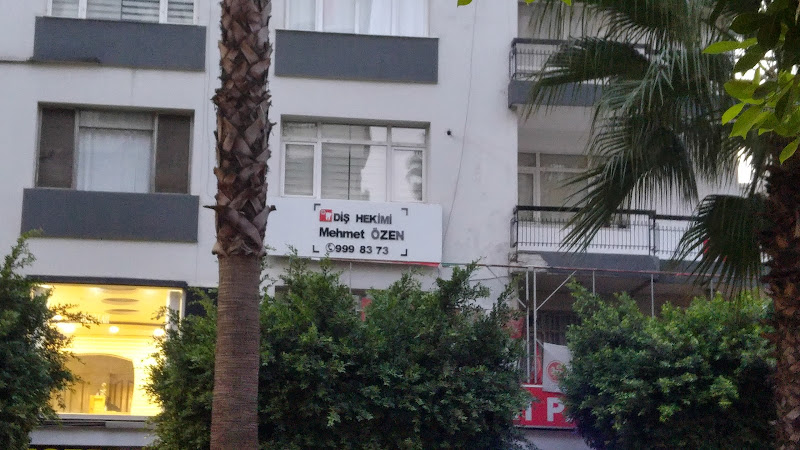 DİŞ HEKİMİ
Mehmet ÖZEN
999 83 73